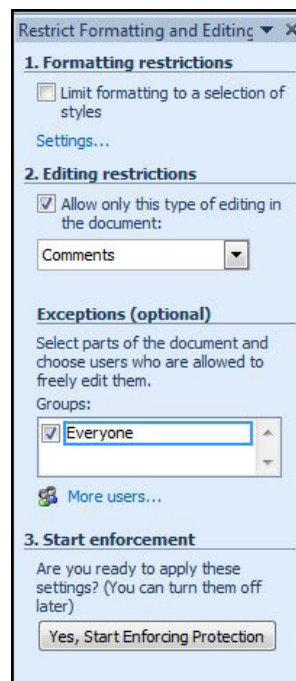 Restrict Formatting and Editing
1. Formatting restrictions
Limit formatting to a selection of
styles
Settings...
2. Editing restrictions
Allow only this type of editing in
the document:
Comments
Exceptions (optional)
Select parts of the document and
choose users who are allowed to
freely edit them.
Groups:
Everyone
More users...
3. Start enforcement
Are you ready to apply these
settings? (You can turn them off
later)
Yes, Start Enforcing Protection